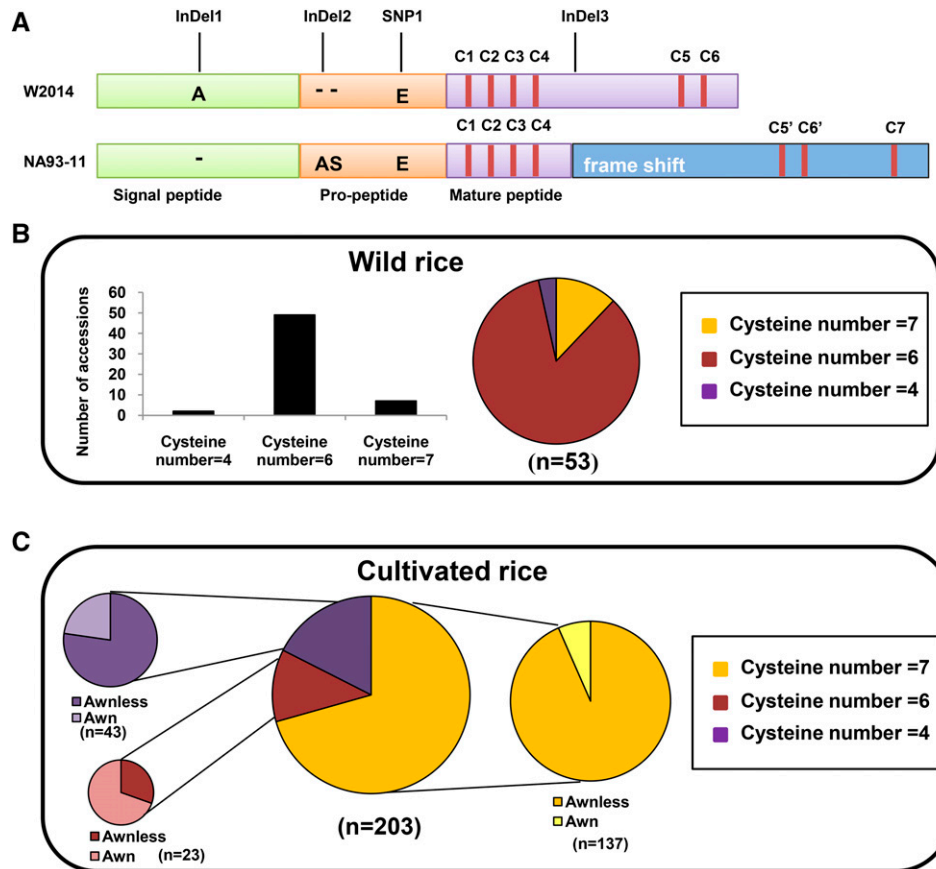 A
InDel1 InDel2 SNP1 InDel3
C1 C2 C3 C4 C5 C6
W2014 A - - E
C1 C2 C3 C4 C5' C6' C7
NA93-11 - AS E frame shift
Signal peptide Pro-peptide Mature peptide
B
Wild rice
Number of accessions
60
50
40
30
20
10
0
Cysteine number=4
Cysteine number=6
Cysteine number=7
(n=53)
Cysteine number =7
Cysteine number =6
Cysteine number =4
C
Cultivated rice
Awnless
Awn
(n=43)
Awnless
Awn (n=23)
(n=203)
Awnless
Awn
(n=137)
Cysteine number =7
Cysteine number =6
Cysteine number =4